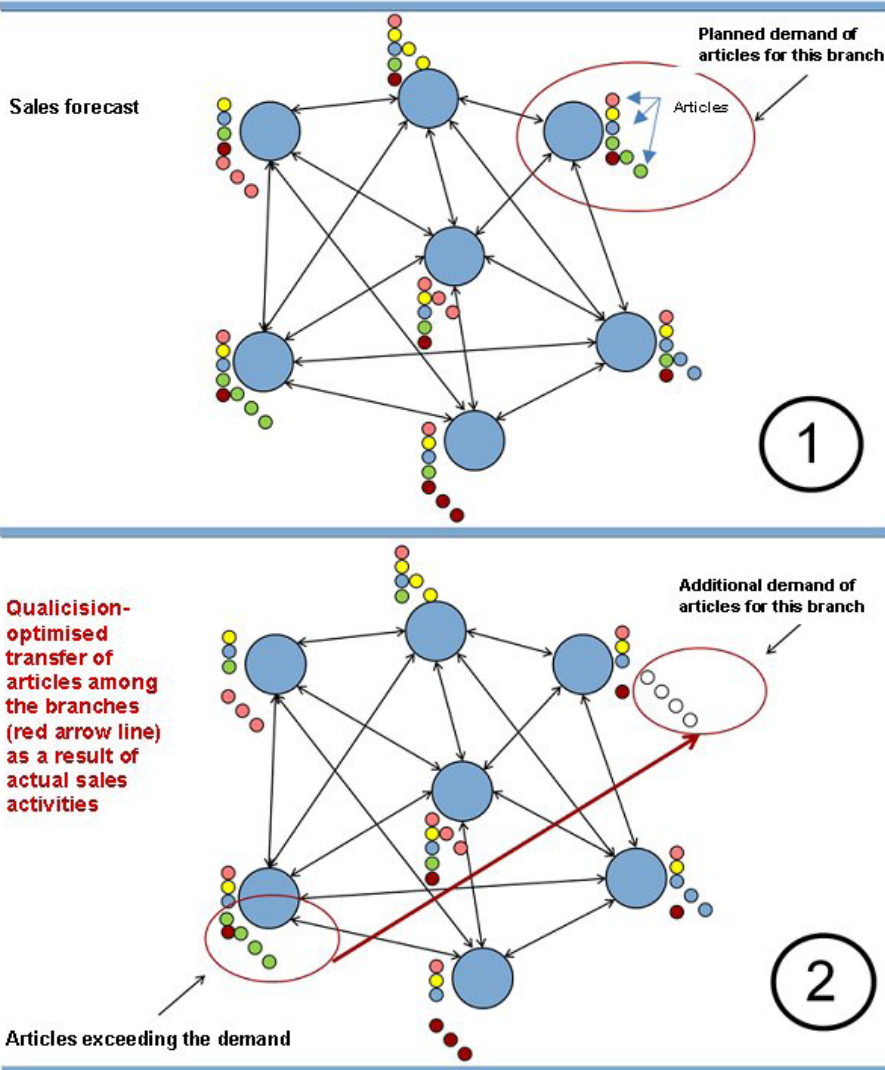 Planned demand of
articles for this branch
Sales forecast
Articles
1
Qualicision-
optimised
transfer of
articles among
the branches
(red arrow line)
as a result of
actual sales
activities
Additional demand of
articles for this branch
Articles exceeding the demand
2